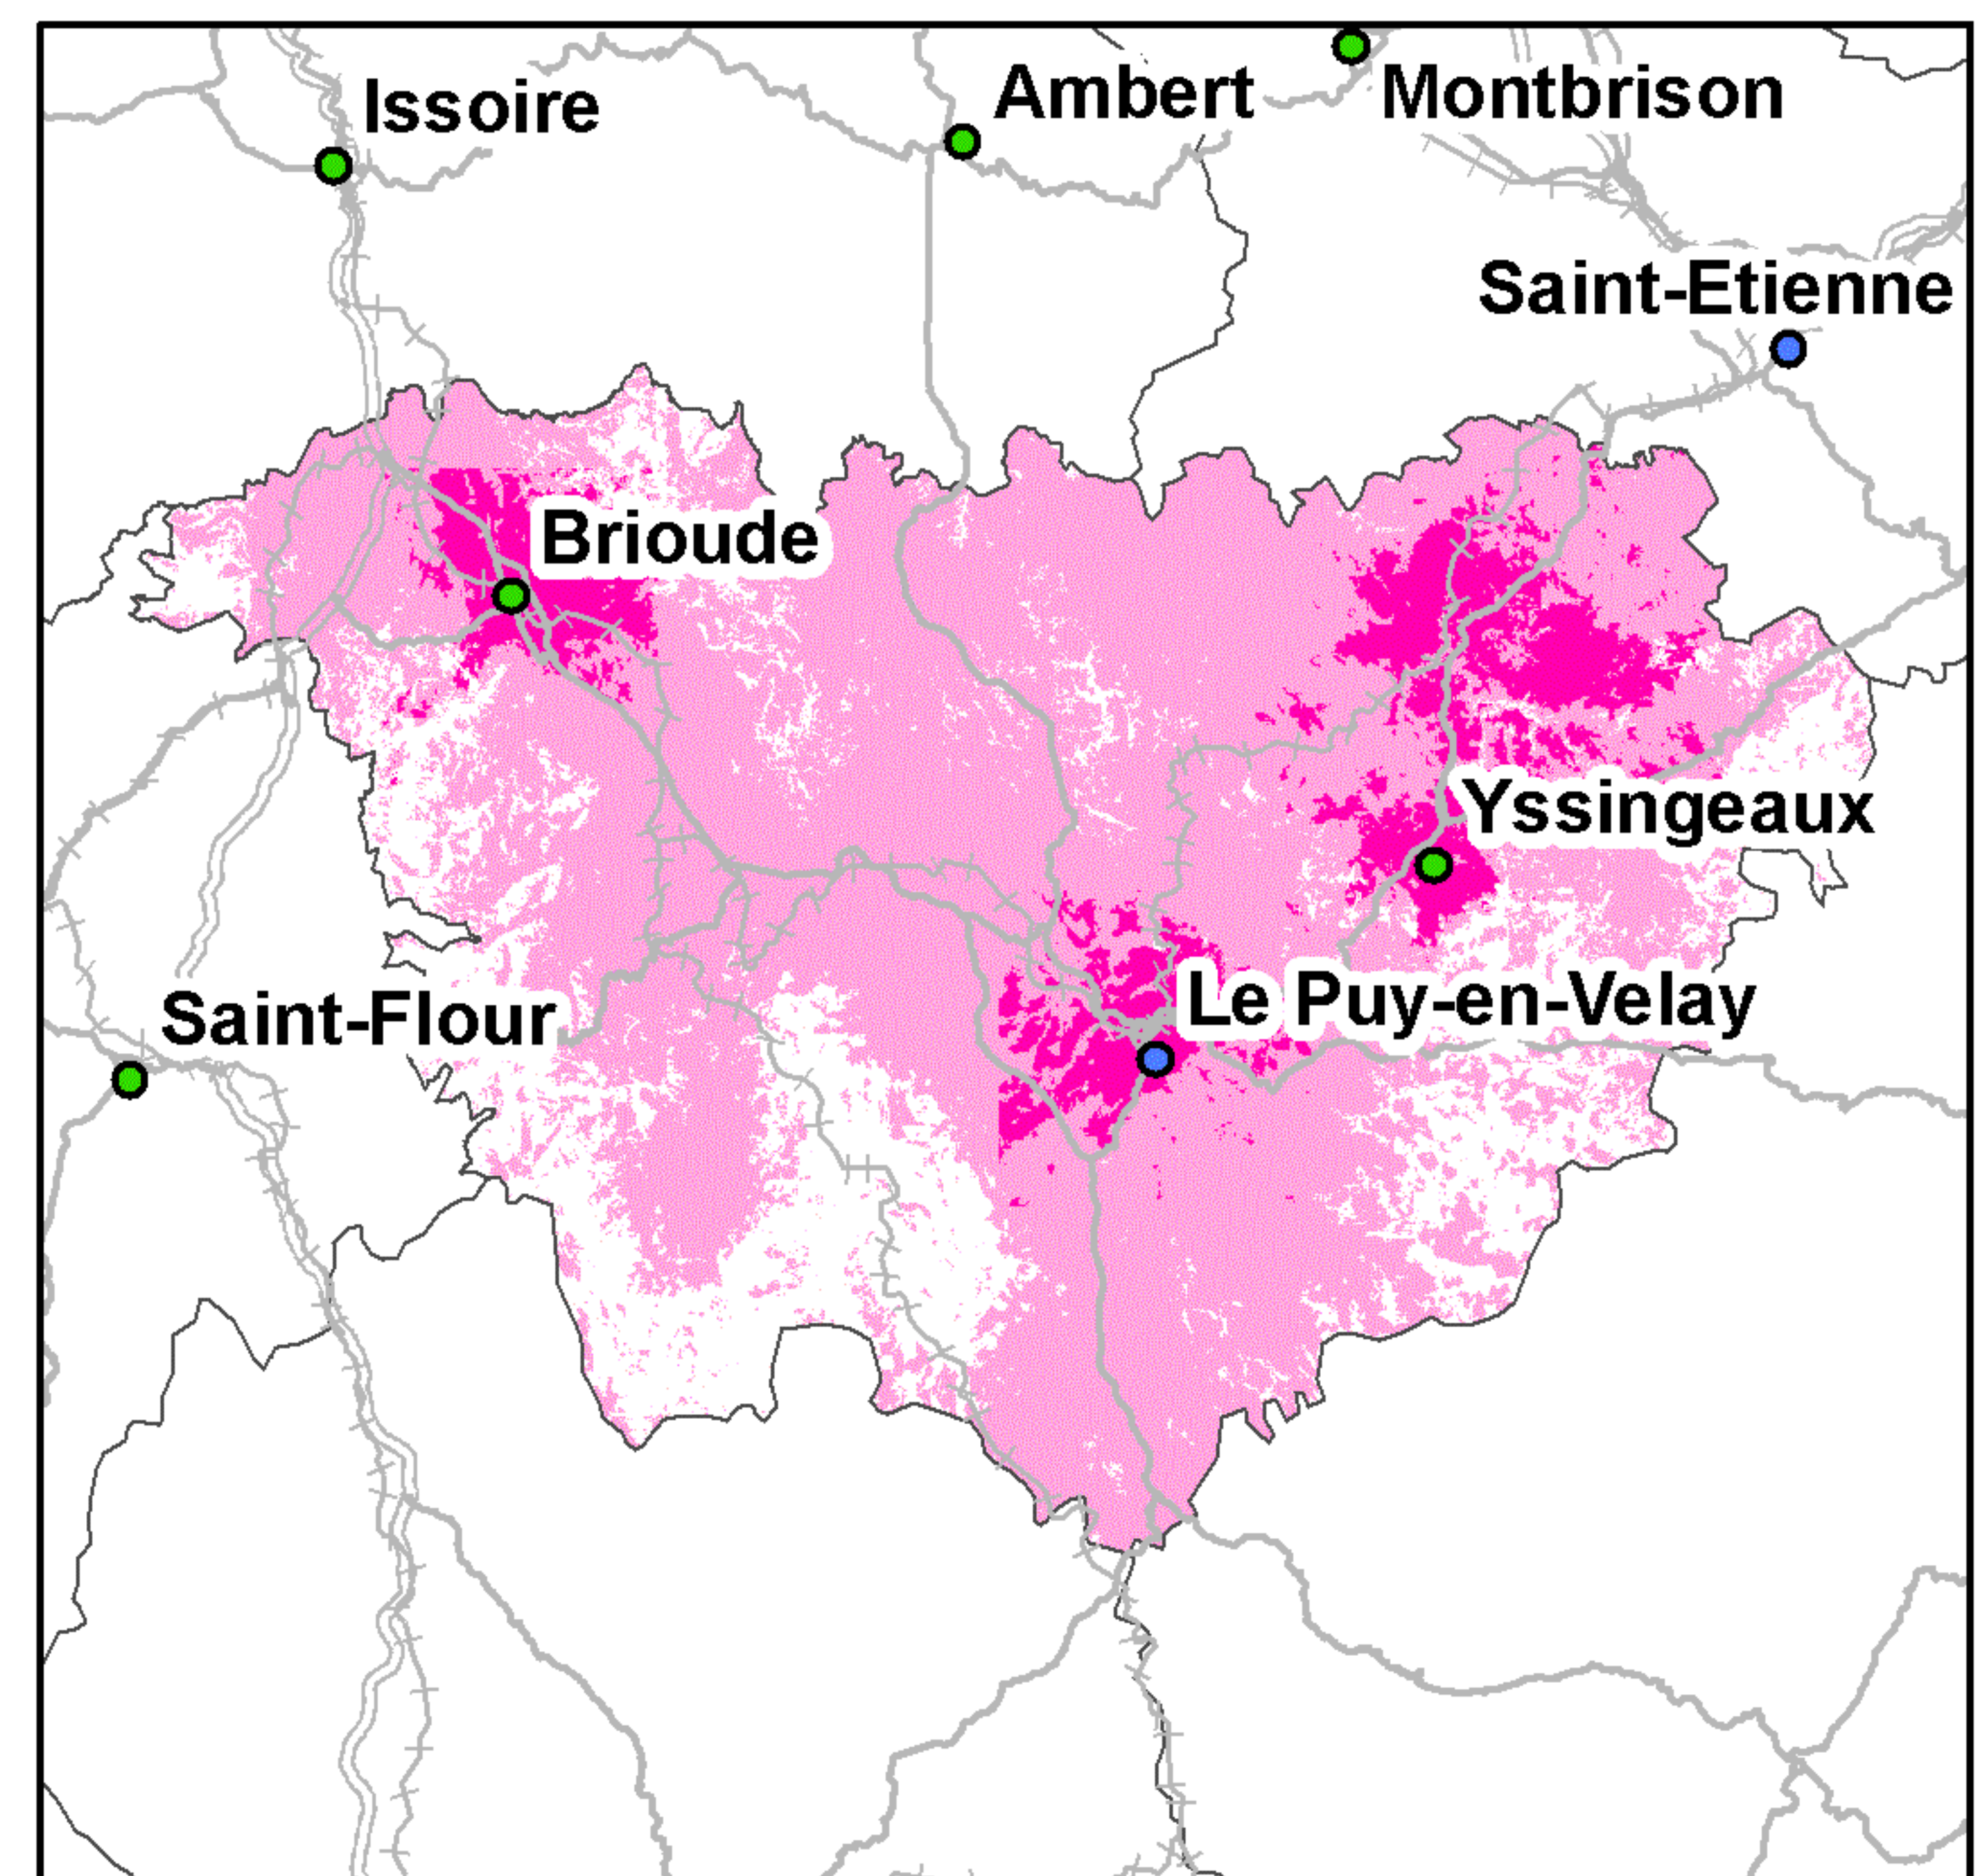 Issoire
Ambert
Montbrison
Saint-Etienne
Brioude
Yssingeaux
Le Puy-en-Velay
Saint-Flour